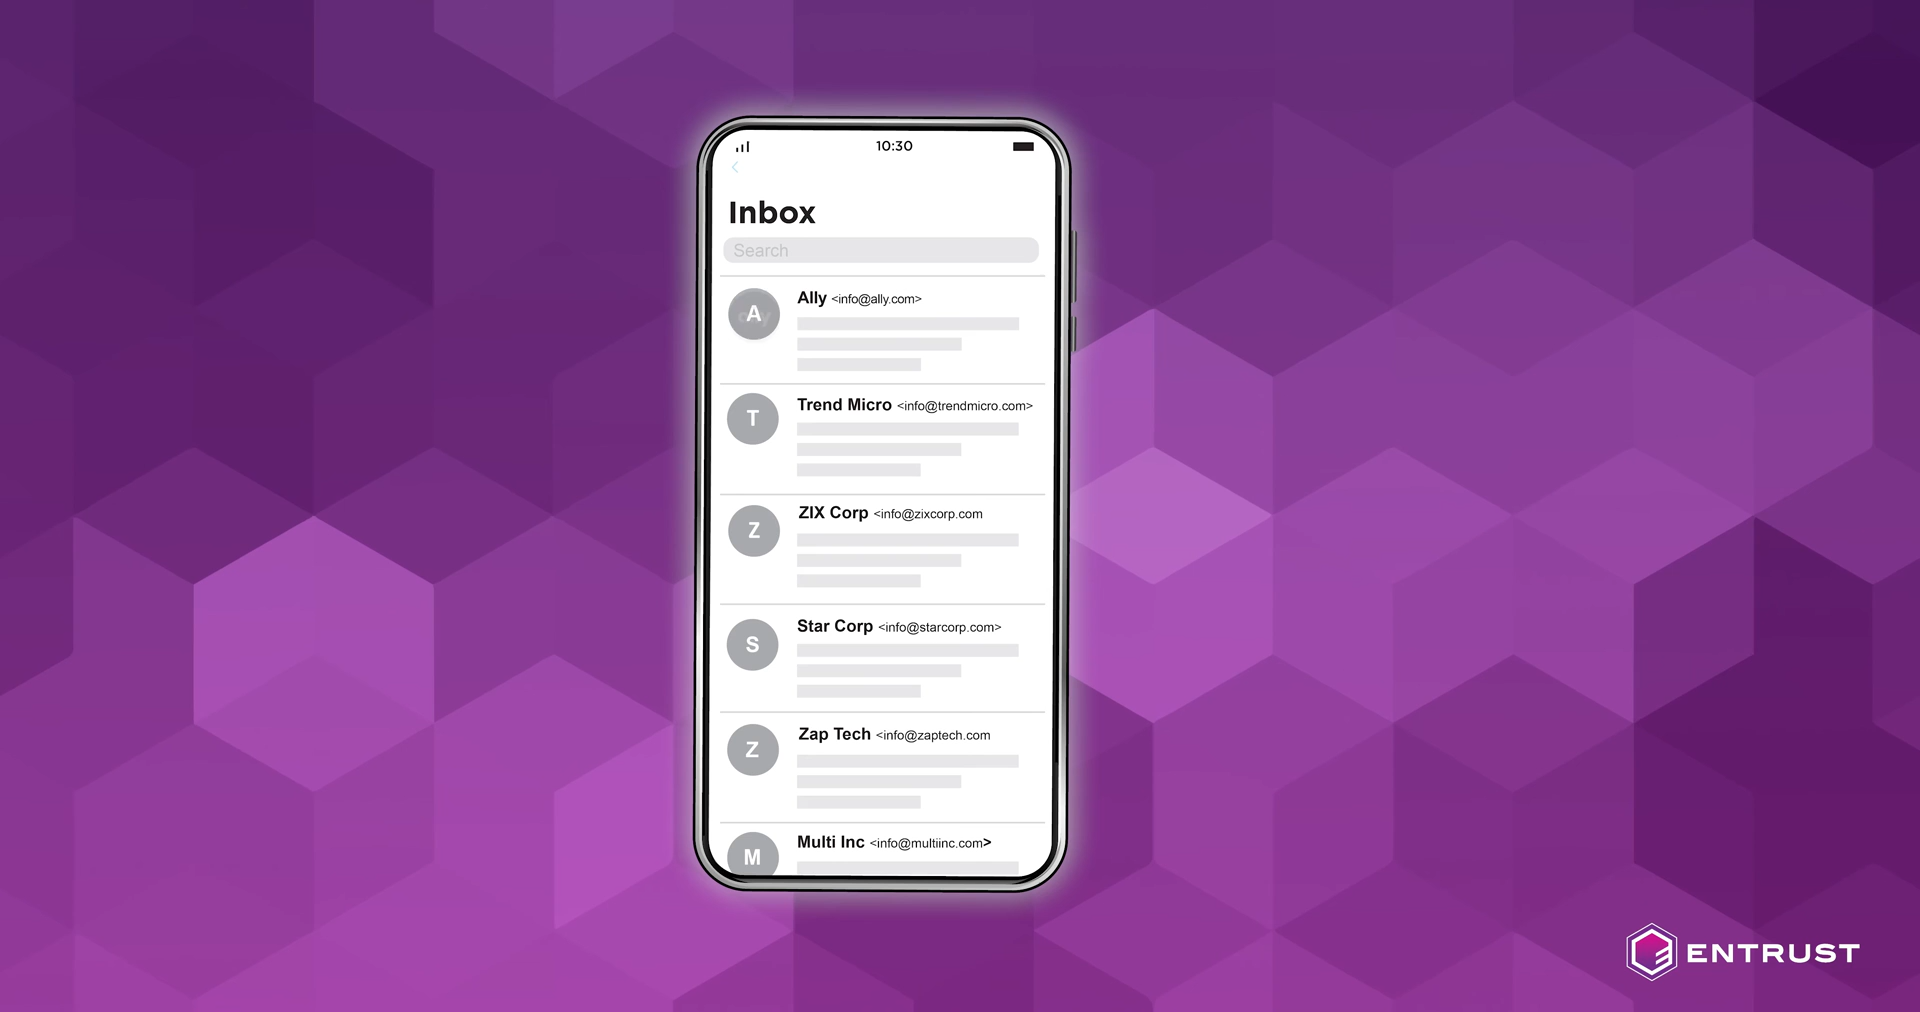 10:30
Inbox
Search
A
Ally <info@ally.com>
T
Trend Micro <info@trendmicro.com>
Z
ZIX Corp <info@zixcorp.com
S
Star Corp <info@starcorp.com>
Z
Zap Tech <info@zaptech.com
M
Multi Inc <info@multiinc.com>
ENTRUST